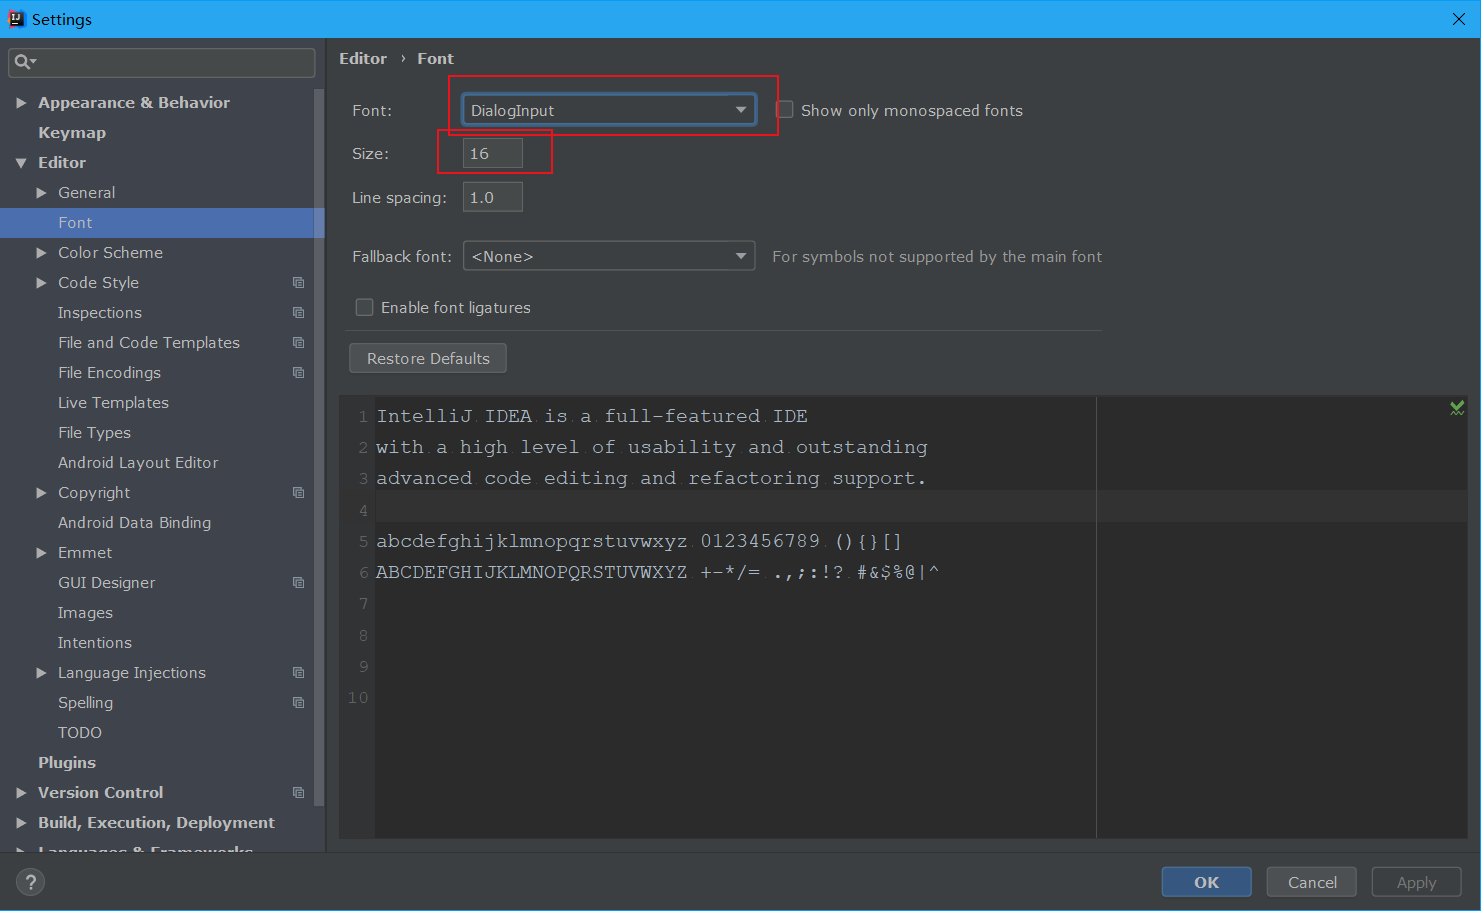 Settings
Editor › Font
Appearance & Behavior
Keymap
Editor
General
Font
Color Scheme
Code Style
Inspections
File and Code Templates
File Encodings
Live Templates
File Types
Android Layout Editor
Copyright
Android Data Binding
Emmet
GUI Designer
Images
Intentions
Language Injections
Spelling
TODO
Plugins
Version Control
Build, Execution, Deployment
Languages & Frameworks
Font: DialogInput Show only monospaced fonts
Size: 16
Line spacing: 1.0
Fallback font: <None> For symbols not supported by the main font
Enable font ligatures
Restore Defaults
1 IntelliJ IDEA is a full-featured IDE
2 with a high level of usability and outstanding
3 advanced code editing and refactoring support.
4
5 abcdefghijklmnopqrstuvwxyz 0123456789 (){}[]
6 ABCDEFGHIJKLMNOPQRSTUVWXYZ +-*/= .,;:!? #&$%@|^
7
8
9
10
? OK Cancel Apply